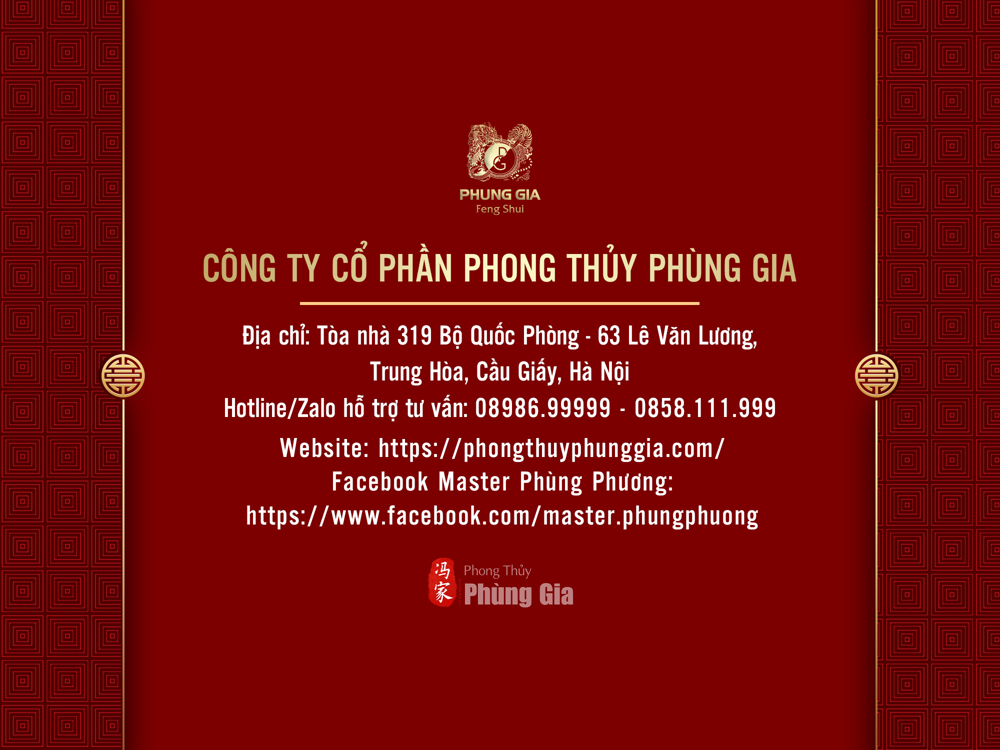 PG
PHUNG GIA
Feng Shui
CÔNG TY CỔ PHẦN PHONG THỦY PHÙNG GIA
Địa chỉ: Tòa nhà 319 Bộ Quốc Phòng - 63 Lê Văn Lương,
Trung Hòa, Cầu Giấy, Hà Nội
Hotline/Zalo hỗ trợ tư vấn: 08986.99999 - 0858.111.999
Website: https://phongthuyphunggia.com/
Facebook Master Phùng Phương:
https://www.facebook.com/master.phungphuong
冯家
Phong Thủy
Phùng Gia